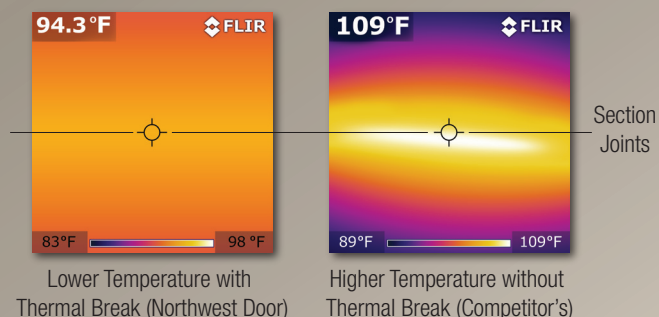 94.3°F
FLIR
83°F
98 °F
Lower Temperature with
Thermal Break (Northwest Door)
109°F
FLIR
89°F
109°F
Higher Temperature without
Thermal Break (Competitor's)
Section
Joints